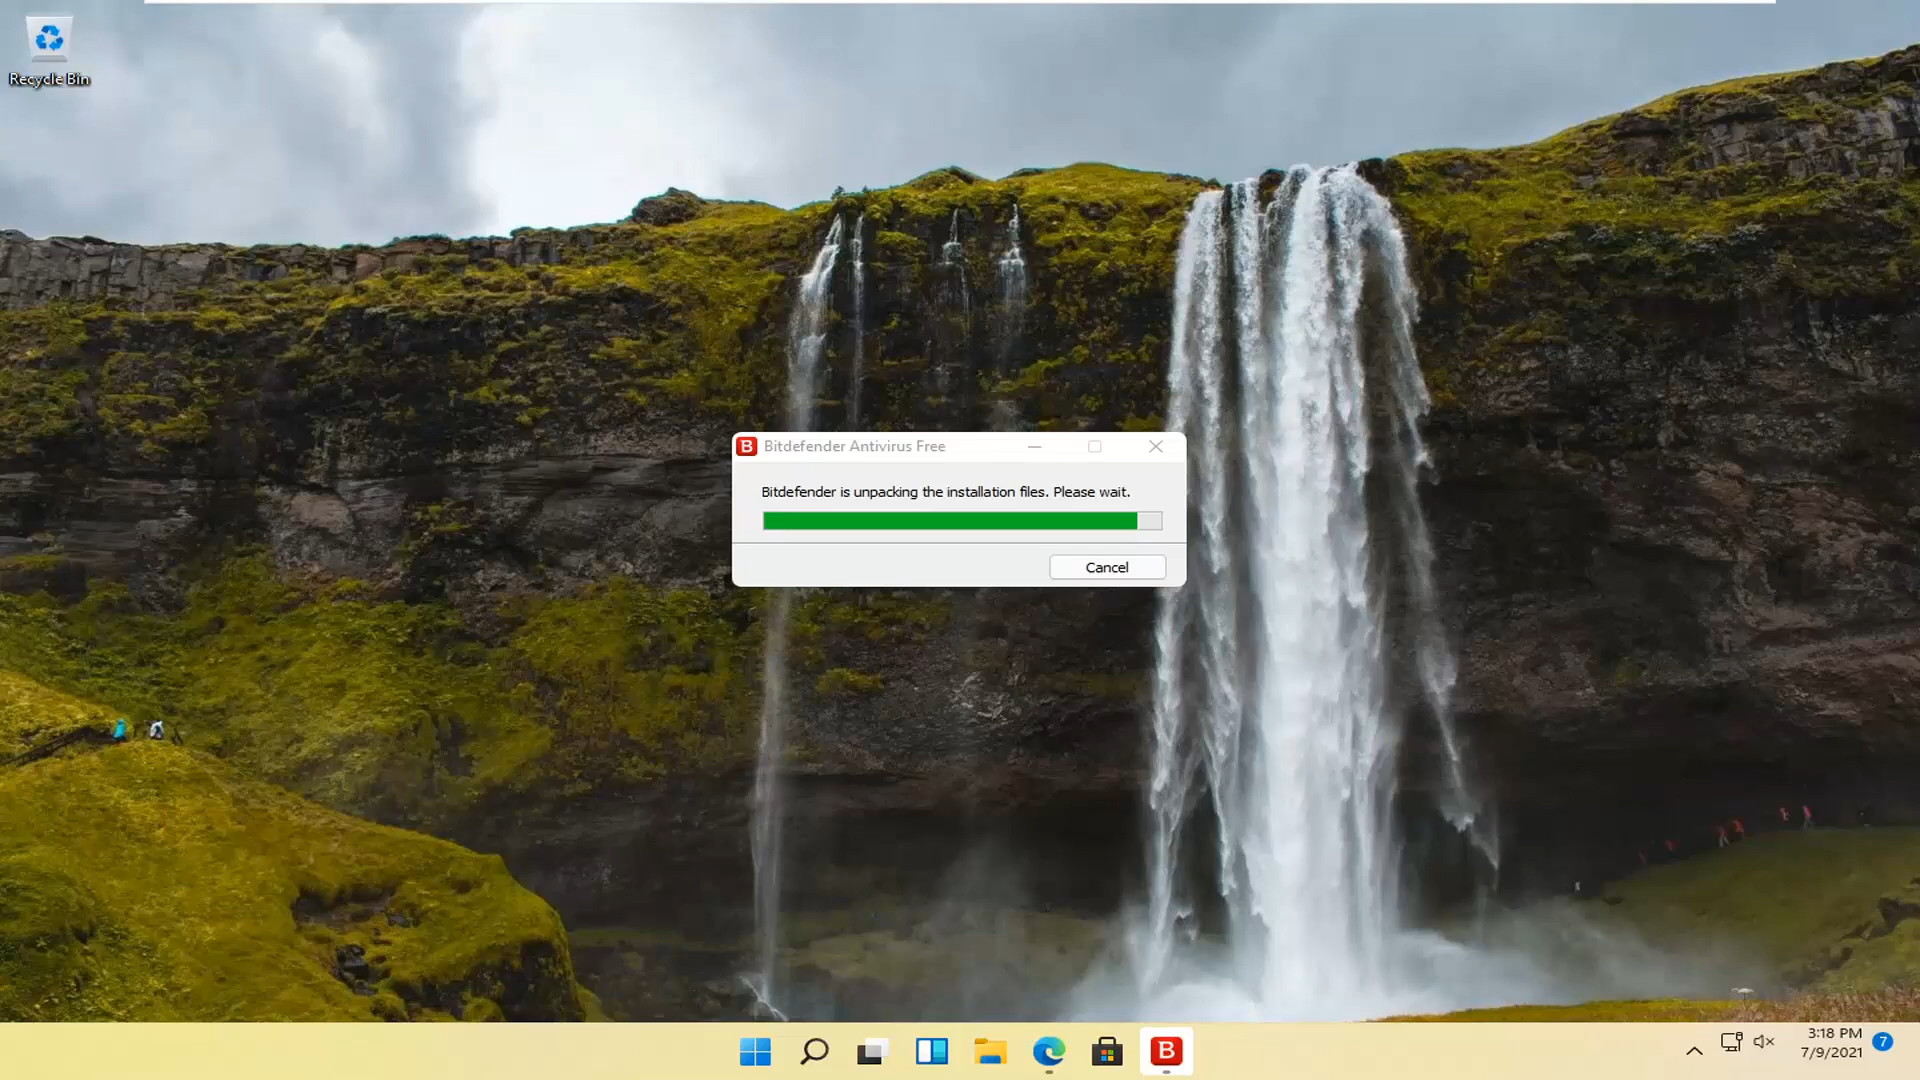 Recycle Bin
B Bitdefender Antivirus Free
Bitdefender is unpacking the installation files. Please wait.
Cancel
B
3:18 PM
7/9/2021
7